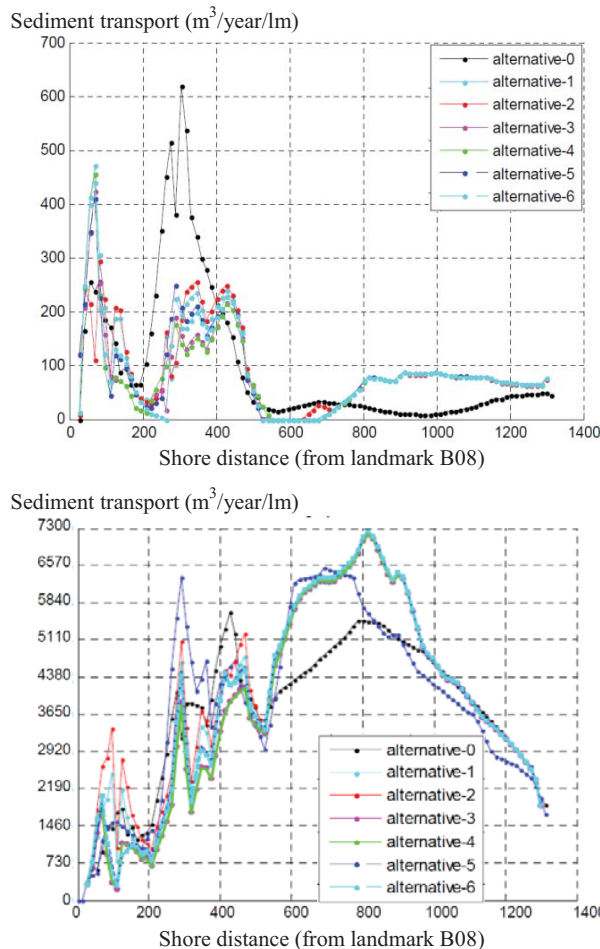 Sediment transport (m³/year/lm)
700
600
500
400
300
200
100
0
alternative-0
alternative-1
alternative-2
alternative-3
alternative-4
alternative-5
alternative-6
0 200 400 600 800 1000 1200 1400
Shore distance (from landmark B08)
Sediment transport (m³/year/lm)
7300
6570
5840
5110
4380
3650
2920
2190
1460
730
0
alternative-0
alternative-1
alternative-2
alternative-3
alternative-4
alternative-5
alternative-6
0 200 400 600 800 1000 1200
Shore distance (from landmark B08)